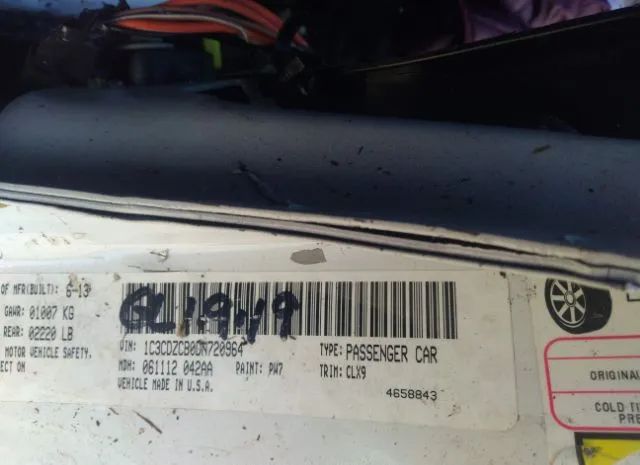 OF MFR(BUILT): 6-13
GAWR: 01007 KG
REAR: 02220 LB
MOTOR VEHICLE SAFETY.
ECT ON
VIN: 1C3CDZCB0DN720964
TYPE: PASSENGER CAR
MDH: 061112 042AA
PAINT: PW7
TRIM: CLX9
VEHICLE MADE IN U.S.A.
4658843
ORIGINAL
COLD TI
PRE